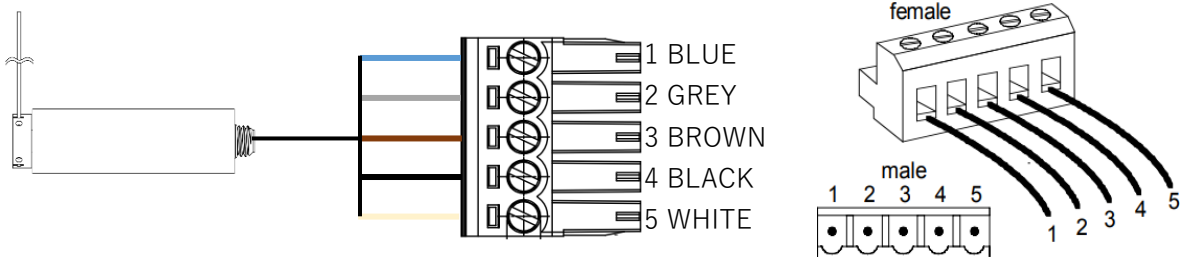 1 BLUE
2 GREY
3 BROWN
4 BLACK
5 WHITE
female
1 2 3 4 5
male
1 2 3 4 5